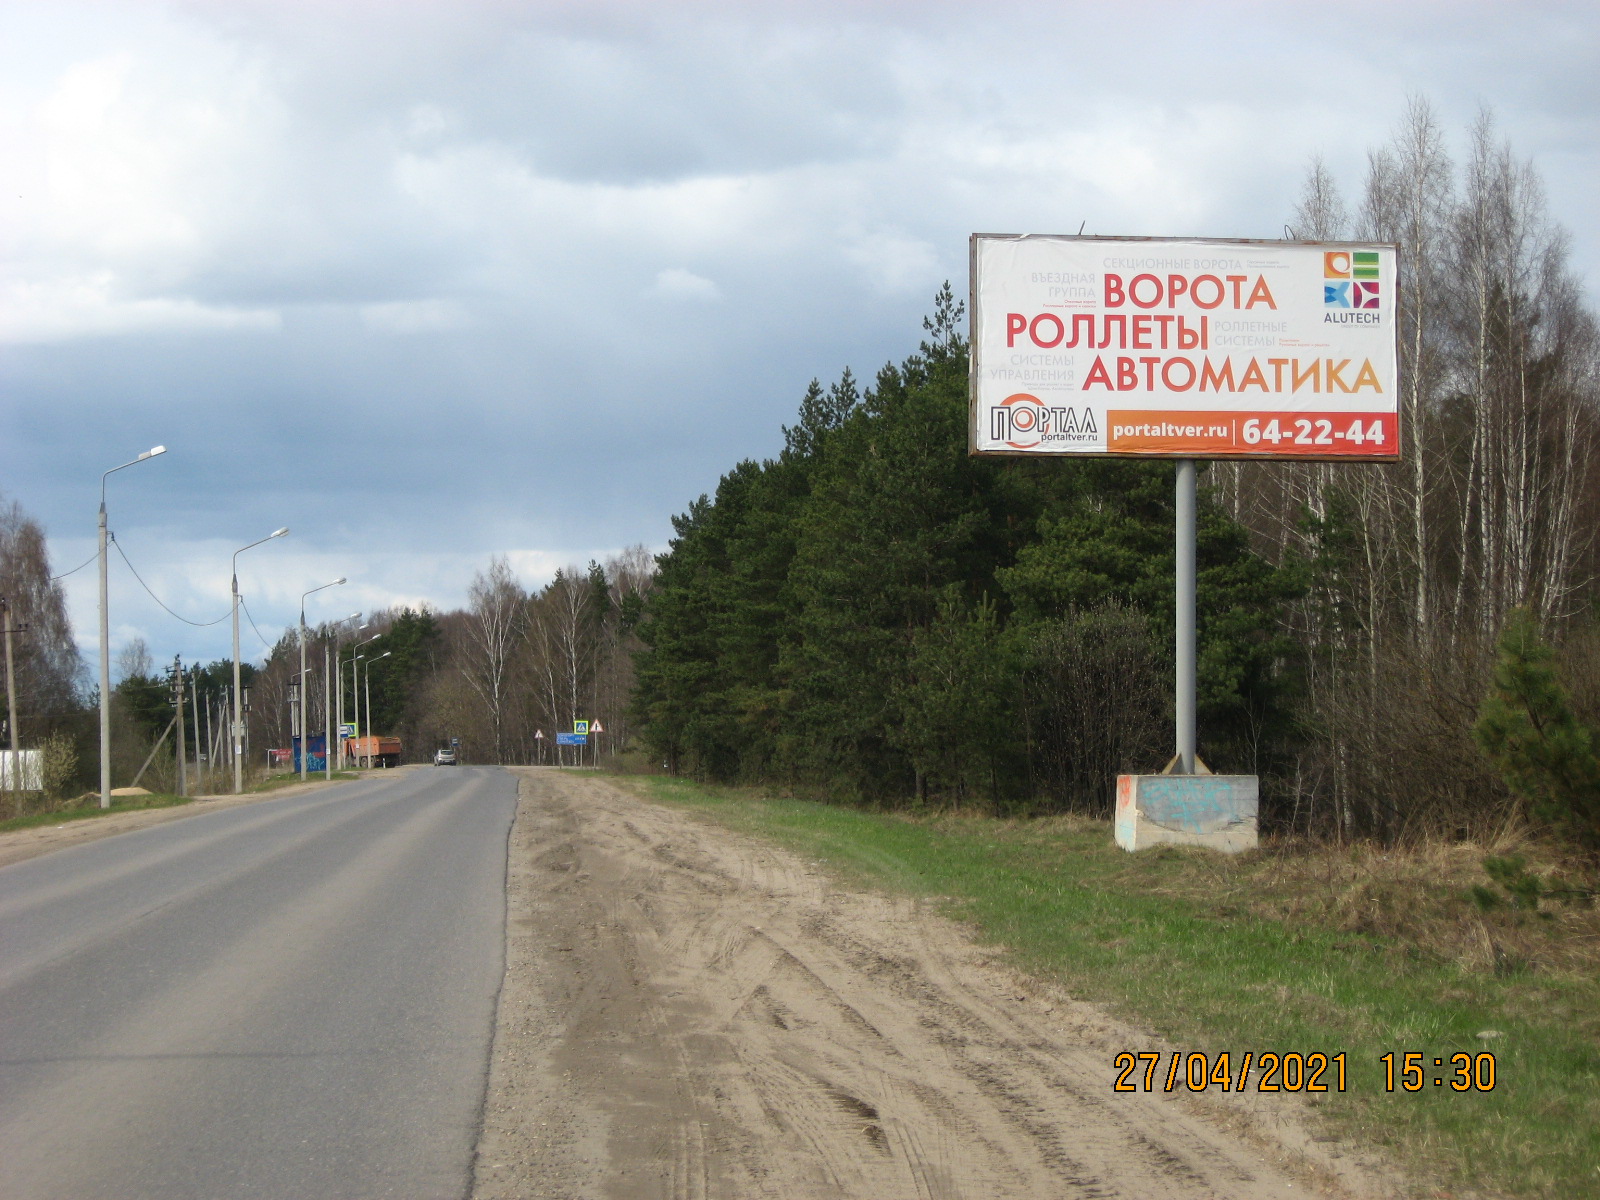 СЕКЦИОННЫЕ ВОРОТА
ВЪЕЗДНАЯ
ГРУППА
ВОРОТА
РОЛЛЕТЫ
РОЛЛЕТНЫЕ
СИСТЕМЫ
СИСТЕМЫ
УПРАВЛЕНИЯ
АВТОМАТИКА
ALUTECH
ПОРТАЛ
portaltver.ru
portaltver.ru | 64-22-44
27/04/2021 15:30